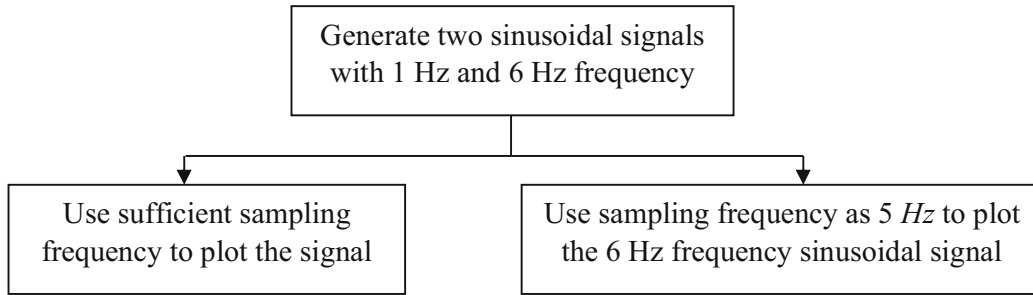 Generate two sinusoidal signals
with 1 Hz and 6 Hz frequency
Use sufficient sampling
frequency to plot the signal
Use sampling frequency as 5 Hz to plot
the 6 Hz frequency sinusoidal signal